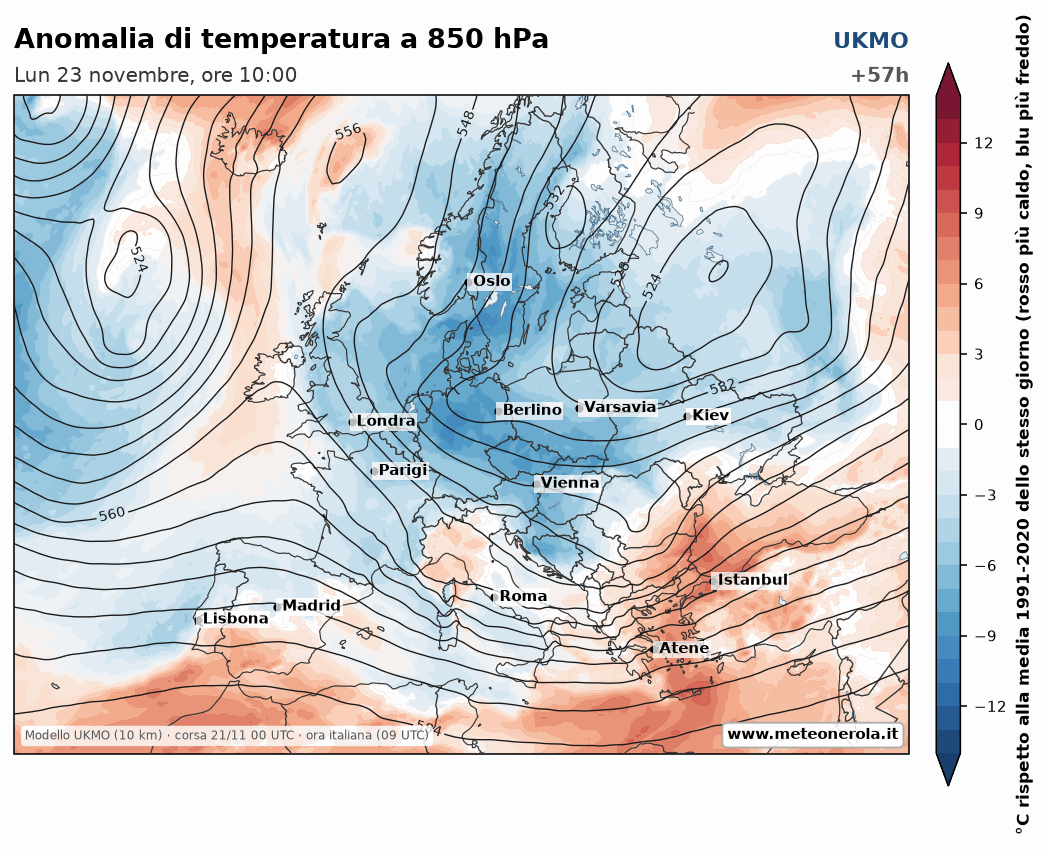 Anomalia di temperatura a 850 hPa
UKMO
Lun 23 novembre, ore 10:00
+57h
556
548
532
524
524
528
532
560
Oslo
Londra
Berlino
Varsavia
Kiev
Parigi
Vienna
Roma
Madrid
Lisbona
Istanbul
Atene
Modello UKMO (10 km) · corsa 21/11 00 UTC · ora italiana (09 UTC)
www.meteonerola.it
12
9
6
3
0
−3
−6
−9
−12
°C rispetto alla media 1991-2020 dello stesso giorno (rosso più caldo, blu più freddo)